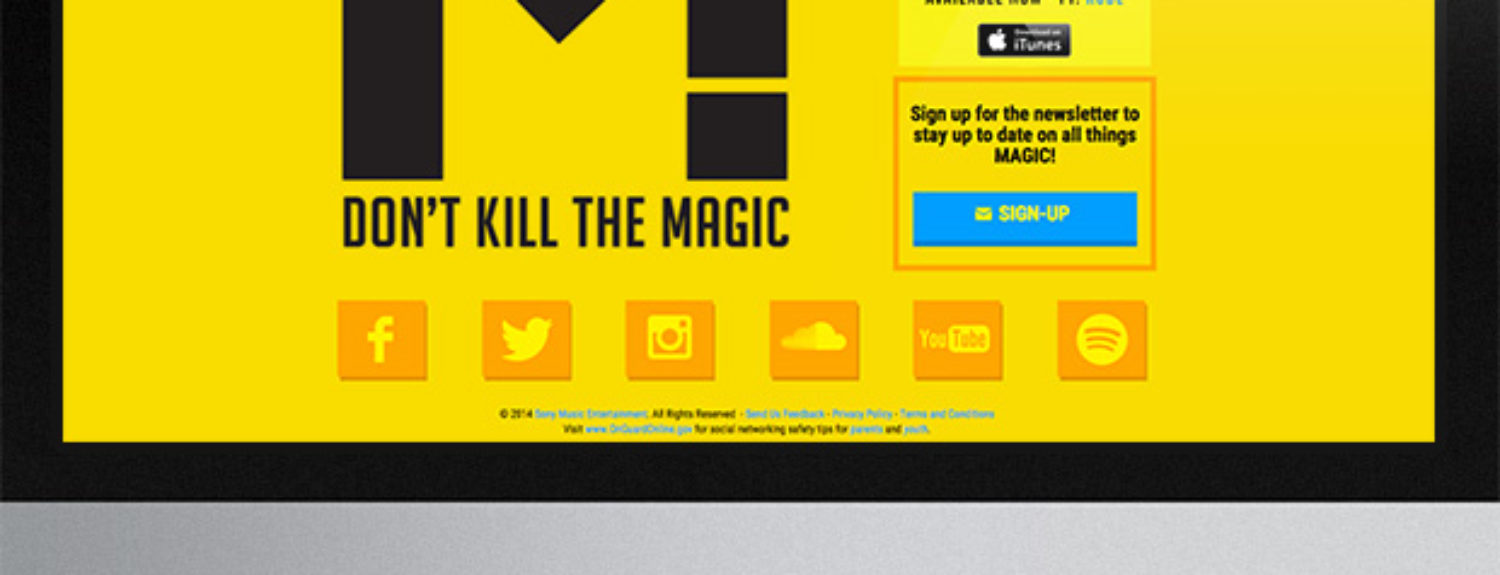 AVAILABLE NOW
Download on
iTunes
Sign up for the newsletter to
stay up to date on all things
MAGIC!
SIGN-UP
DON'T KILL THE MAGIC
You Tube
© 2014 Sony Music Entertainment. All Rights Reserved - Send Us Feedback - Privacy Policy - Terms and Conditions
Visit www.OnGuardOnline.gov for social networking safety tips for parents and youth.